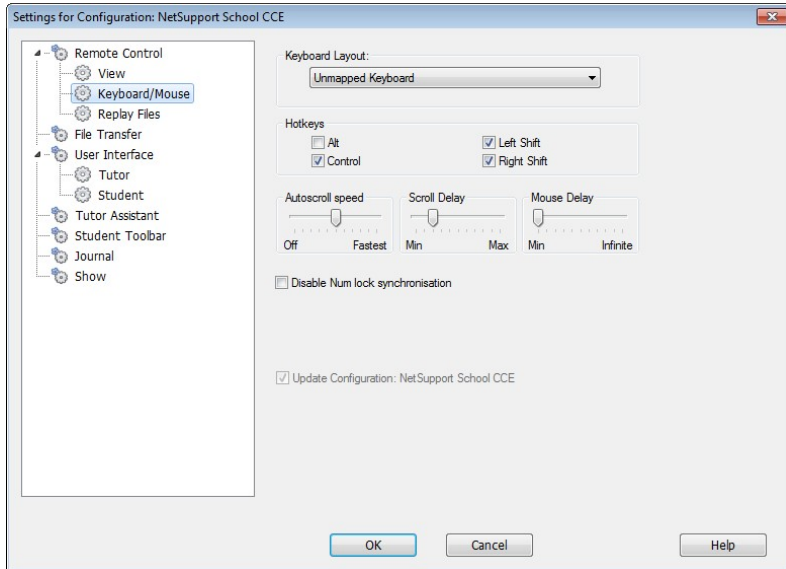 Settings for Configuration: NetSupport School CCE
Remote Control
View
Keyboard/Mouse
Replay Files
File Transfer
User Interface
Tutor
Student
Tutor Assistant
Student Toolbar
Journal
Show
Keyboard Layout:
Unmapped Keyboard
Hotkeys
Alt
Left Shift
Control
Right Shift
Autoscroll speed
Scroll Delay
Mouse Delay
Off Fastest
Min Max
Min Infinite
Disable Num lock synchronisation
Update Configuration: NetSupport School CCE
OK
Cancel
Help